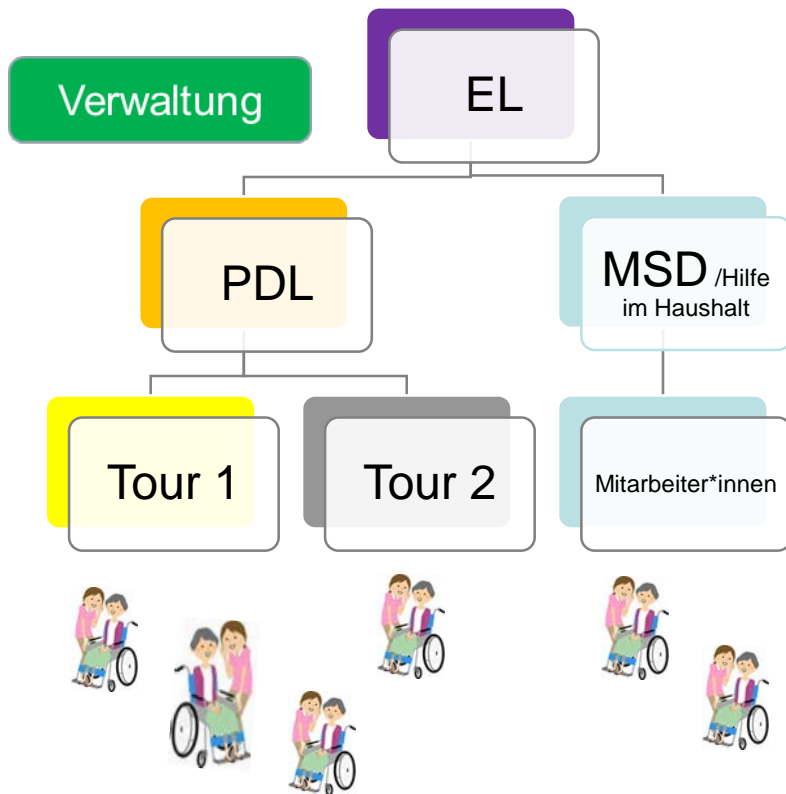 Verwaltung
EL
PDL
MSD /Hilfe
im Haushalt
Tour 1
Tour 2
Mitarbeiter*innen